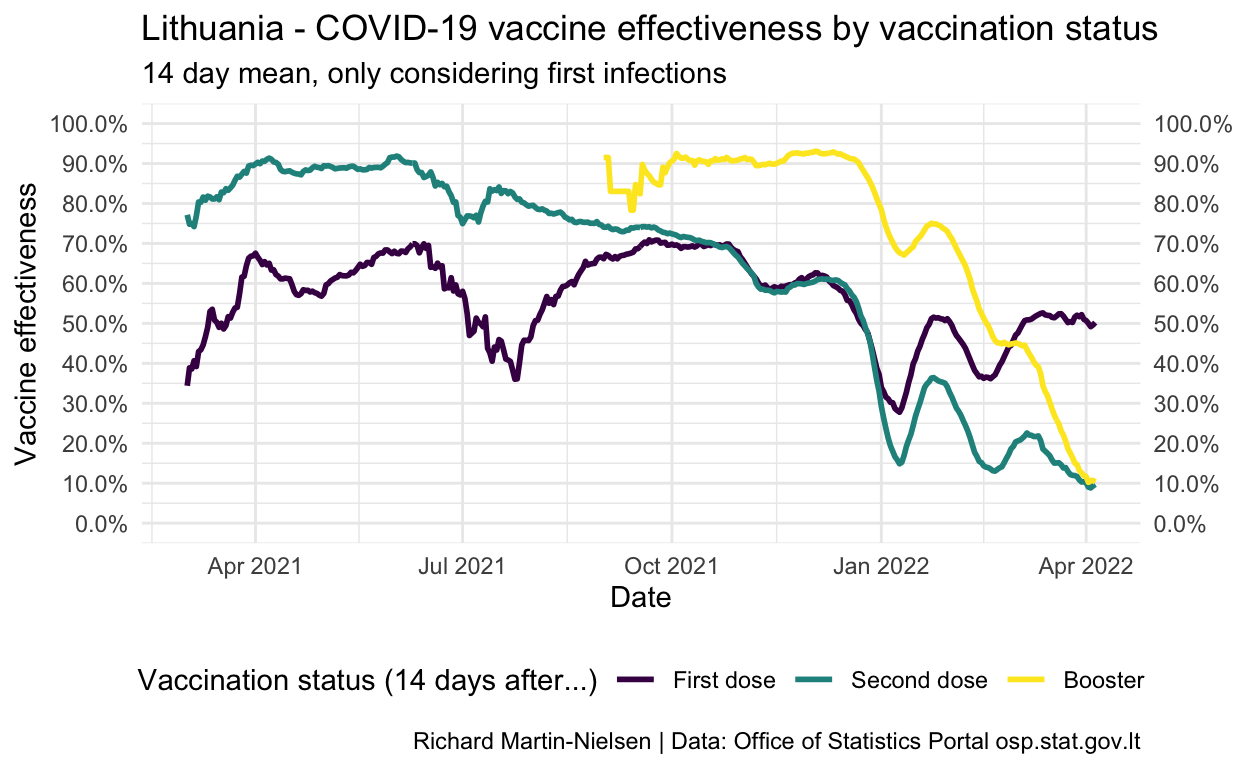 Lithuania - COVID-19 vaccine effectiveness by vaccination status
14 day mean, only considering first infections
Vaccine effectiveness
100.0% 100.0%
90.0% 90.0%
80.0% 80.0%
70.0% 70.0%
60.0% 60.0%
50.0% 50.0%
40.0% 40.0%
30.0% 30.0%
20.0% 20.0%
10.0% 10.0%
0.0% 0.0%
Apr 2021 Jul 2021 Oct 2021 Jan 2022 Apr 2022
Date
Vaccination status (14 days after...) First dose Second dose Booster
Richard Martin-Nielsen | Data: Office of Statistics Portal osp.stat.gov.lt